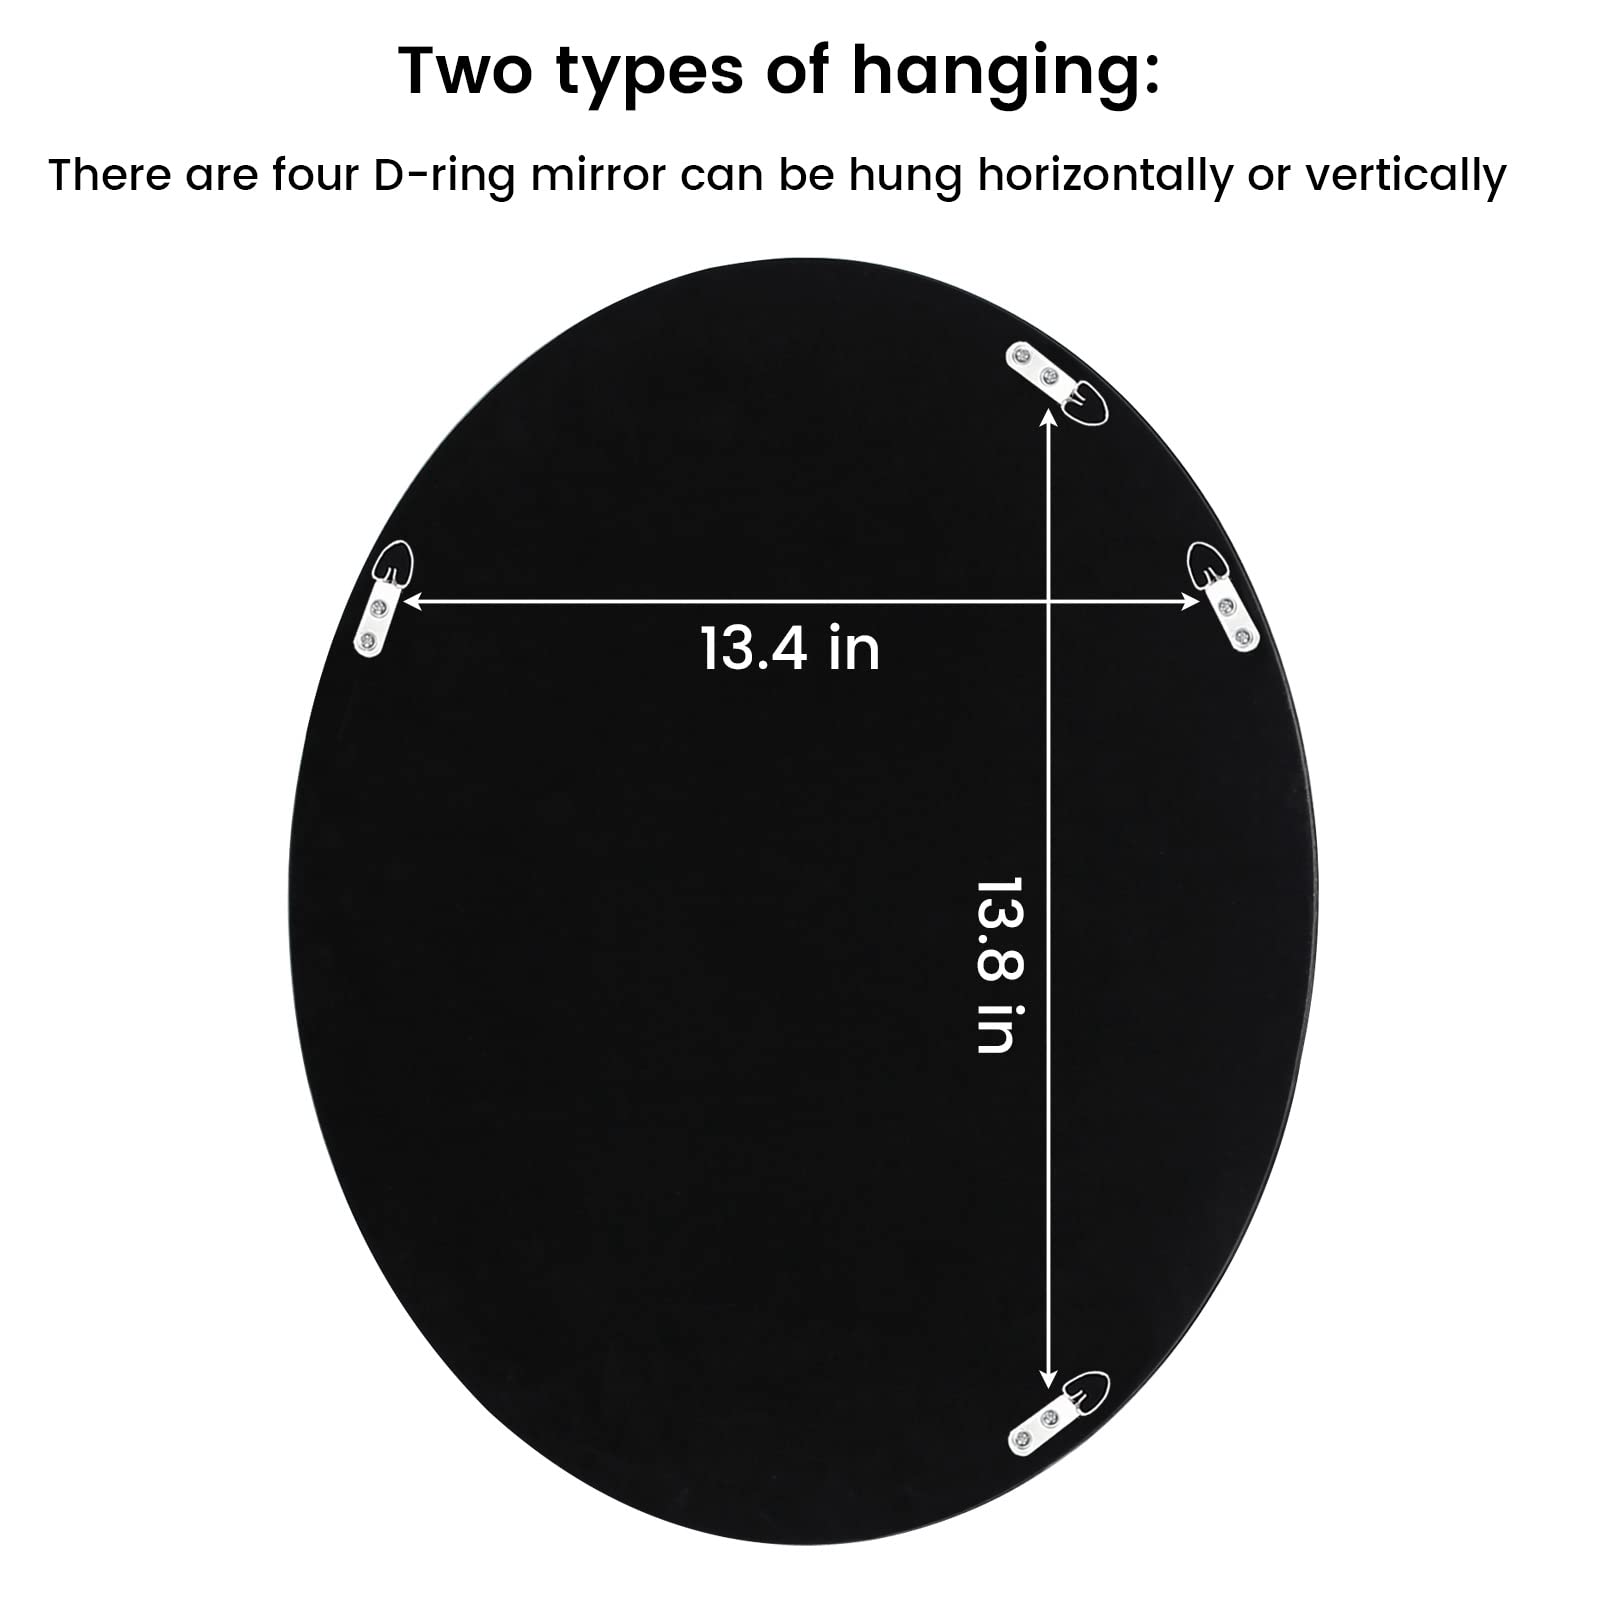 Two types of hanging:
There are four D-ring mirror can be hung horizontally or vertically
13.4 in
13.8 in